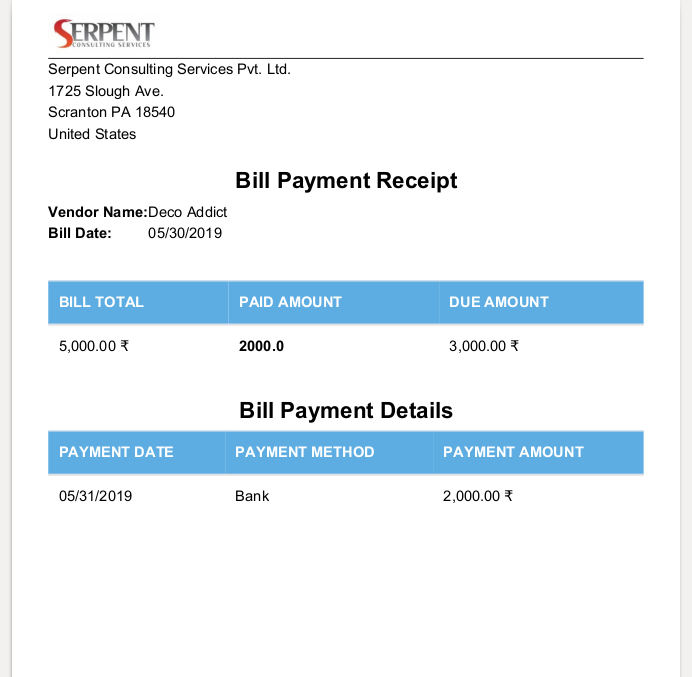 SERPENT
CONSULTING SERVICES
Serpent Consulting Services Pvt. Ltd.
1725 Slough Ave.
Scranton PA 18540
United States
Bill Payment Receipt
Vendor Name:Deco Addict
Bill Date: 05/30/2019
BILL TOTAL PAID AMOUNT DUE AMOUNT
5,000.00 ₹ 2000.0 3,000.00 ₹
Bill Payment Details
PAYMENT DATE PAYMENT METHOD PAYMENT AMOUNT
05/31/2019 Bank 2,000.00 ₹